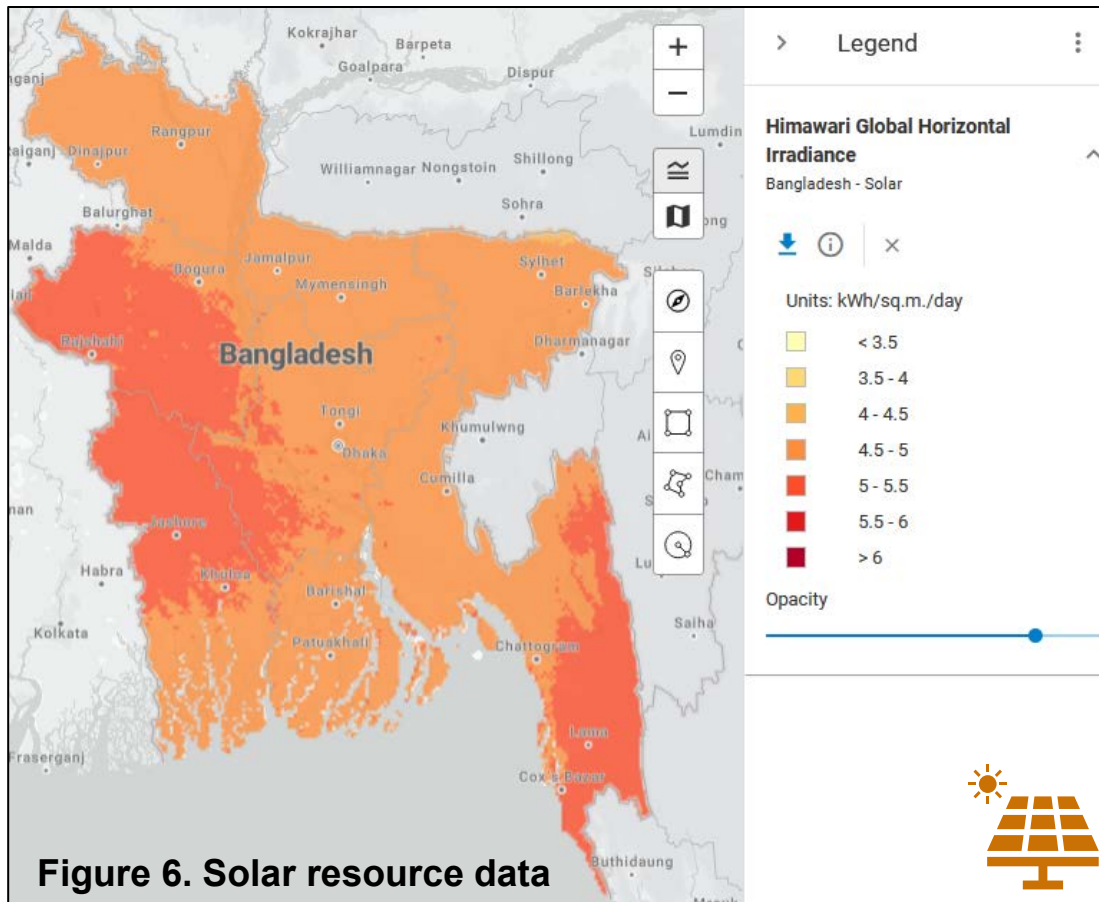 Kokrajhar
Barpeta
Goalpara
Dispur
Rangpur
Dinajpur
Lumdin
Williamnagar
Nongstoin
Shillong
Balurghat
Sohra
ong
Malda
Bogura
Jamalpur
Mymensingh
Sylhet
Barlekha
Rajshahi
Bangladesh
Dharmanagar
Tongi
Dhaka
Khumulwng
Cumilla
Cham
Jashore
Habra
Khulna
Barishal
Kolkata
Patuakhali
Chattogram
Saiha
Lama
Fraserganj
Cox's Bazar
Buthidaung
Figure 6. Solar resource data
+
−
Legend
Himawari Global Horizontal
Irradiance
Bangladesh - Solar
Units: kWh/sq.m./day
< 3.5
3.5 - 4
4 - 4.5
4.5 - 5
5 - 5.5
5.5 - 6
> 6
Opacity